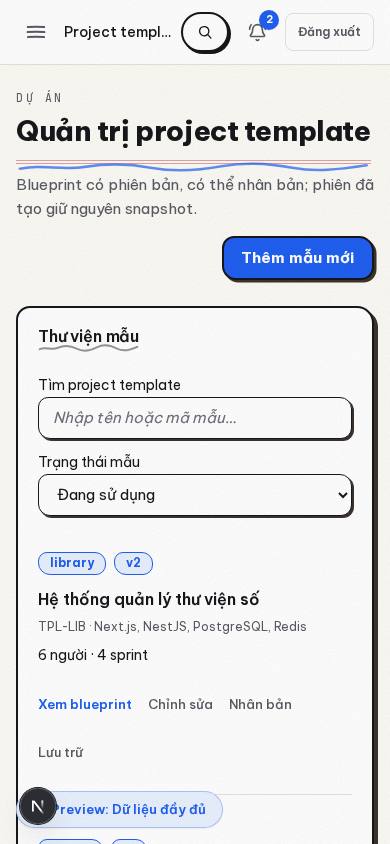 Project templ...
2
Đăng xuất
DỰ ÁN
Quản trị project template
Blueprint có phiên bản, có thể nhân bản; phiên đã
tạo giữ nguyên snapshot.
Thêm mẫu mới
Thư viện mẫu
Tìm project template
Nhập tên hoặc mã mẫu...
Trạng thái mẫu
Đang sử dụng
library v2
Hệ thống quản lý thư viện số
TPL-LIB · Next.js, NestJS, PostgreSQL, Redis
6 người · 4 sprint
Xem blueprint Chỉnh sửa Nhân bản
Lưu trữ
N
Preview: Dữ liệu đầy đủ